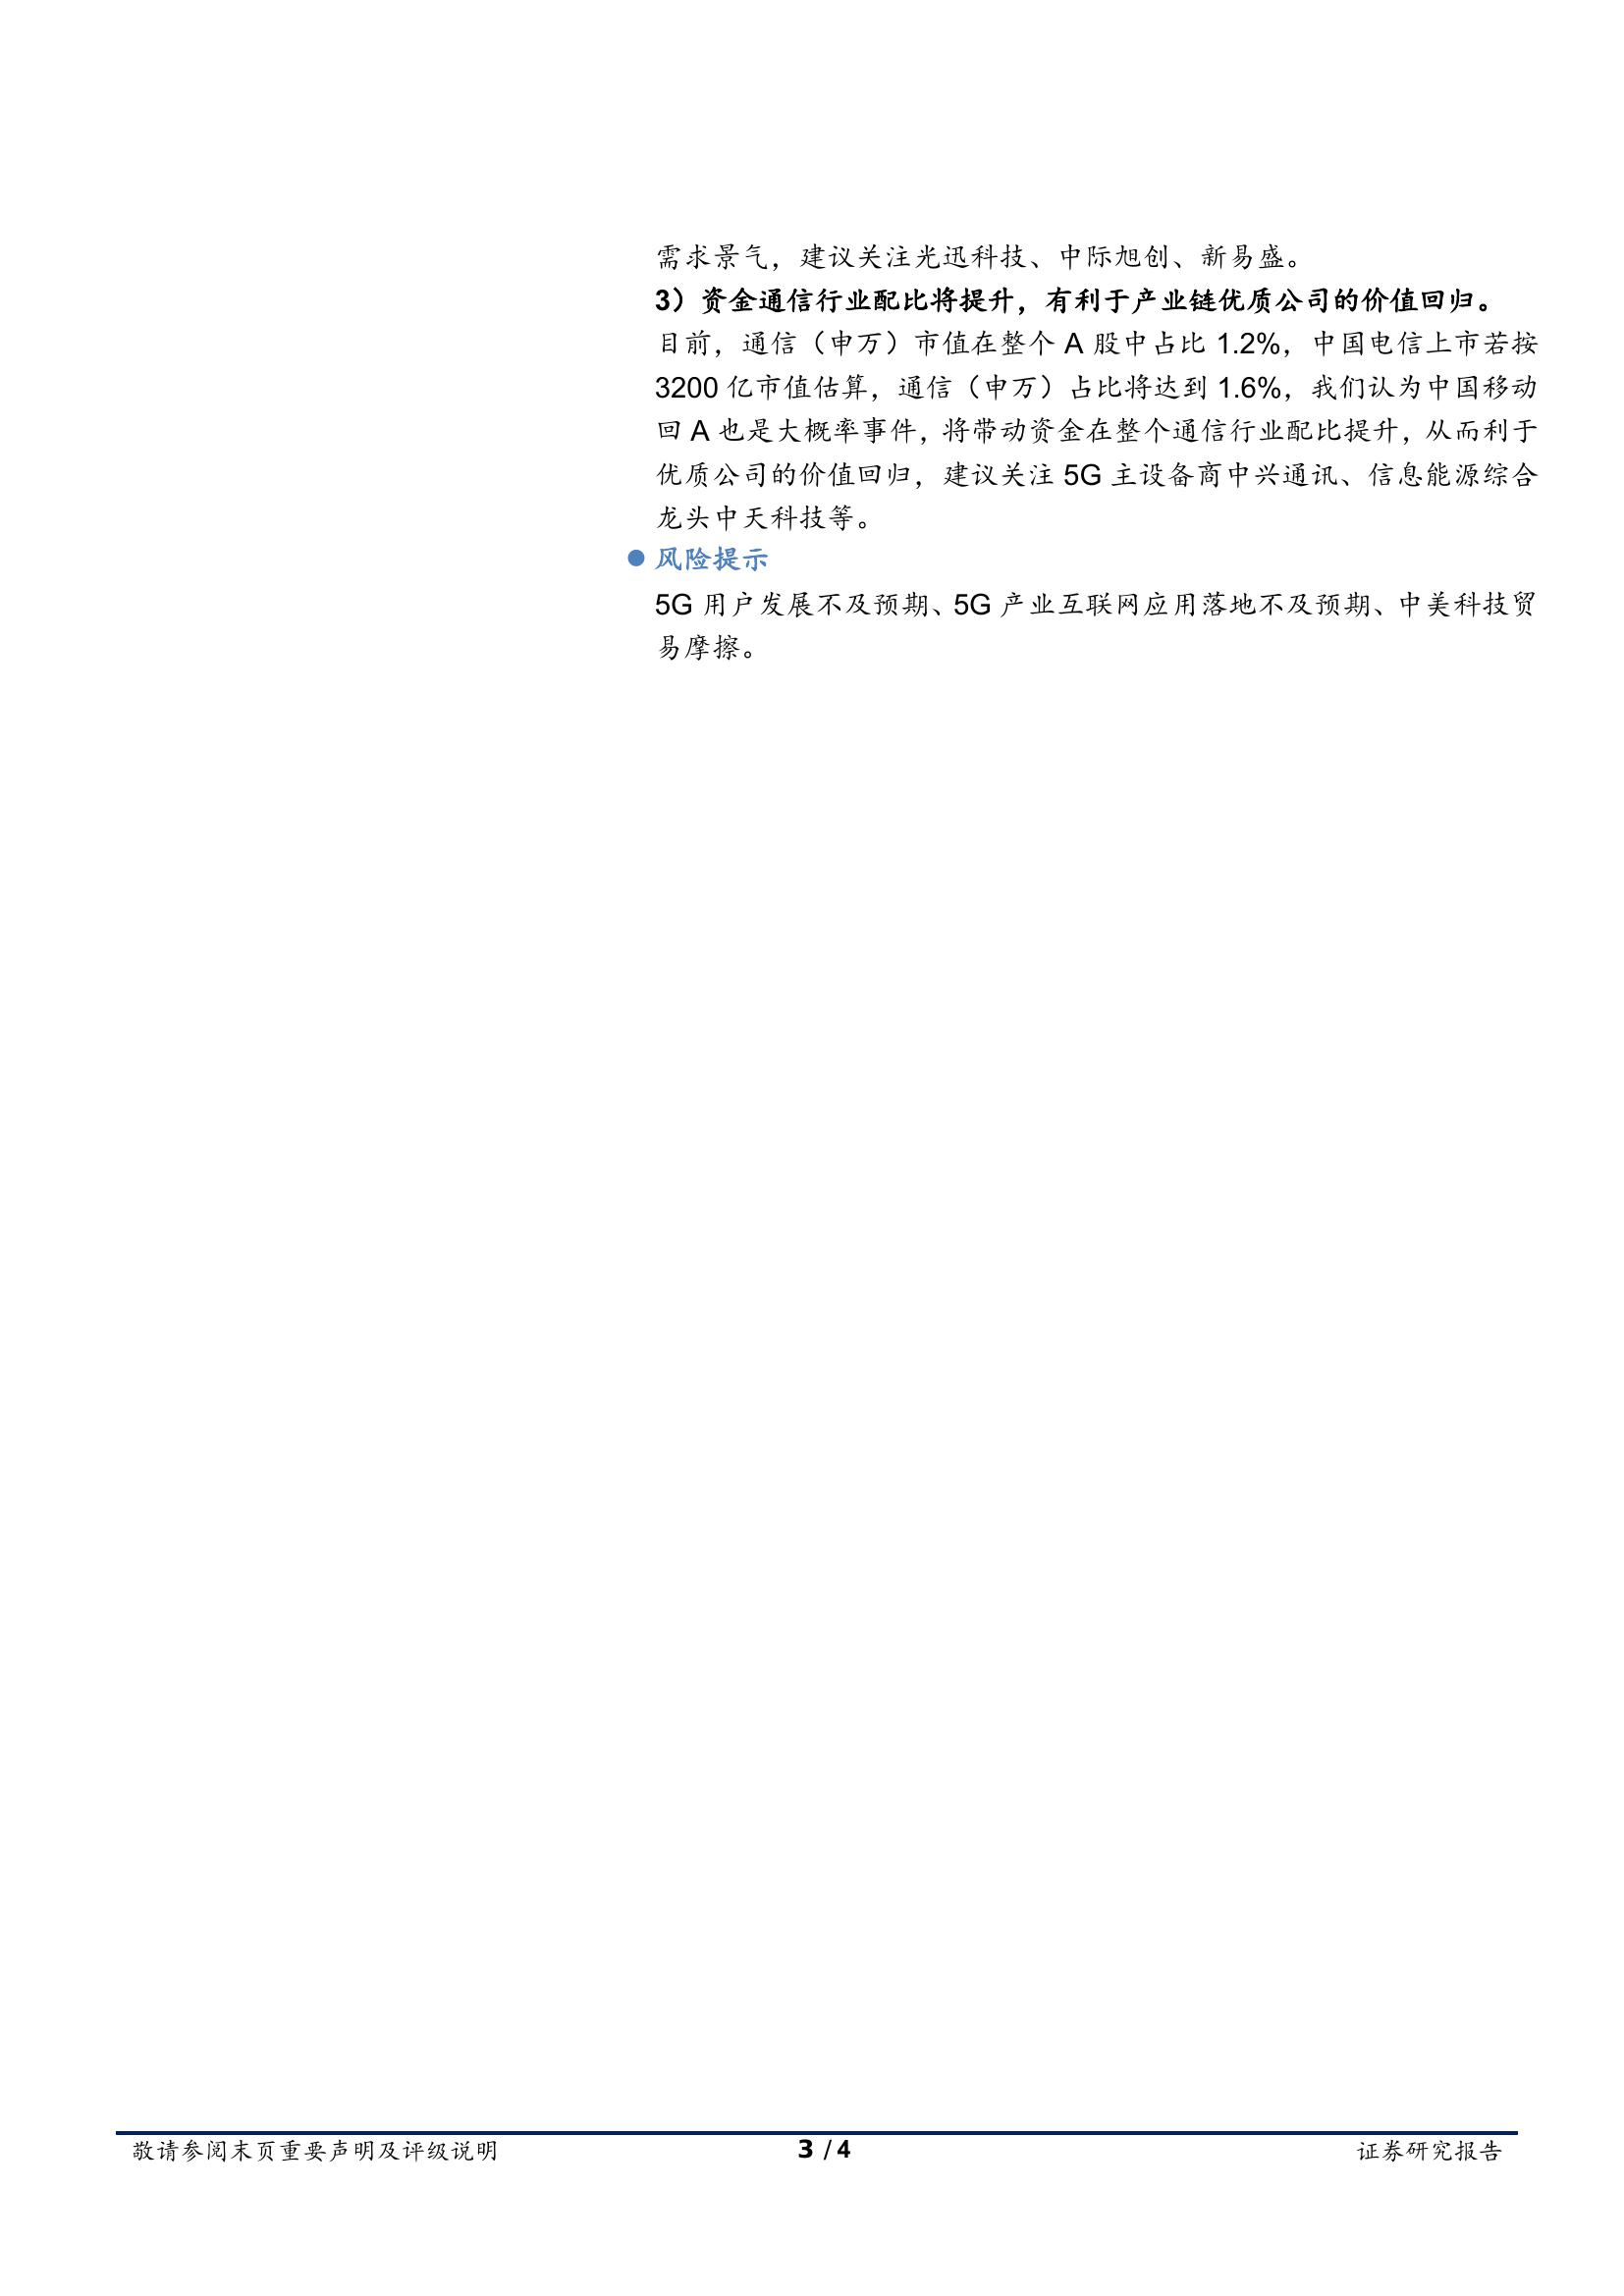 需求景气，建议关注光迅科技、中际旭创、新易盛。
3）资金通信行业配比将提升，有利于产业链优质公司的价值回归。
目前，通信（申万）市值在整个 A 股中占比 1.2%，中国电信上市若按
3200 亿市值估算，通信（申万）占比将达到 1.6%，我们认为中国移动
回 A 也是大概率事件，将带动资金在整个通信行业配比提升，从而利于
优质公司的价值回归，建议关注 5G 主设备商中兴通讯、信息能源综合
龙头中天科技等。
● 风险提示
5G 用户发展不及预期、5G 产业互联网应用落地不及预期、中美科技贸
易摩擦。
敬请参阅末页重要声明及评级说明 3 / 4 证券研究报告